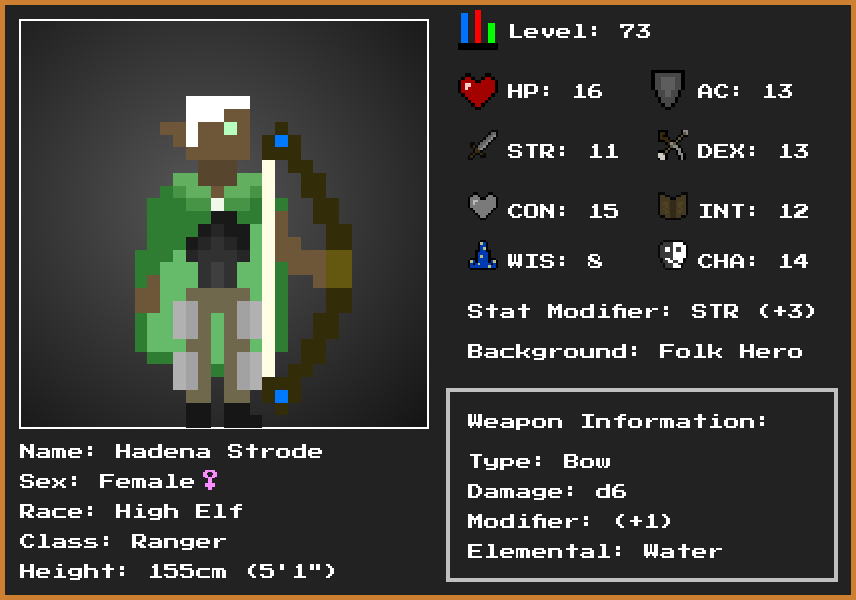 Level: 73
HP: 16 AC: 13
STR: 11 DEX: 13
CON: 15 INT: 12
WIS: 8 CHA: 14
Stat Modifier: STR (+3)
Background: Folk Hero
Weapon Information:
Type: Bow
Damage: d6
Modifier: (+1)
Elemental: Water
Name: Hadena Strode
Sex: Female♀
Race: High Elf
Class: Ranger
Height: 155cm (5'1")